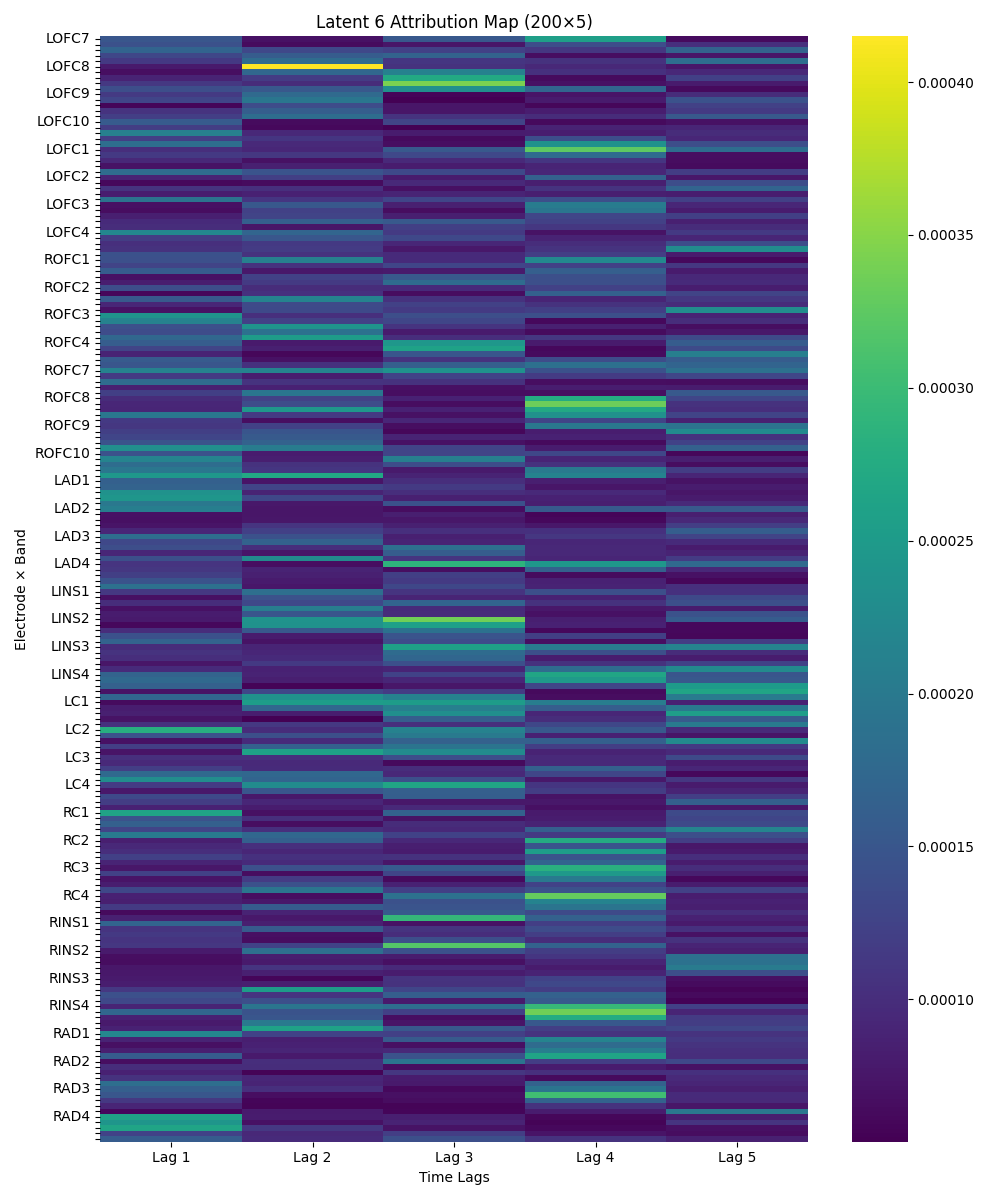 Latent 6 Attribution Map (200×5)
LOFC7
LOFC8
LOFC9
LOFC10
LOFC1
LOFC2
LOFC3
LOFC4
ROFC1
ROFC2
ROFC3
ROFC4
ROFC7
ROFC8
ROFC9
ROFC10
LAD1
LAD2
LAD3
LAD4
LINS1
LINS2
LINS3
LINS4
LC1
LC2
LC3
LC4
RC1
RC2
RC3
RC4
RINS1
RINS2
RINS3
RINS4
RAD1
RAD2
RAD3
RAD4
Electrode × Band
Lag 1 Lag 2 Lag 3 Lag 4 Lag 5
Time Lags
0.00040
0.00035
0.00030
0.00025
0.00020
0.00015
0.00010